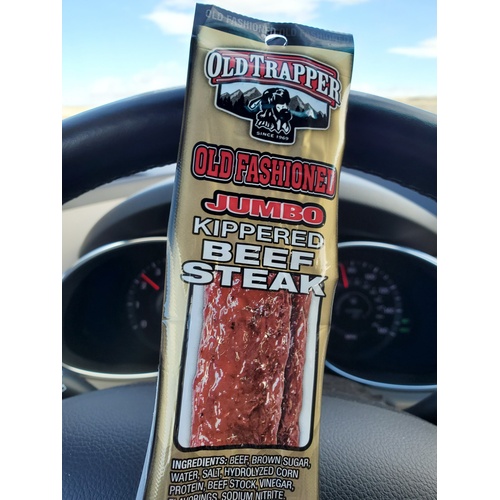 OLD FASHIONED
OLD TRAPPER
SINCE 1969
OLD FASHIONED
JUMBO
KIPPERED
BEEF
STEAK
INGREDIENTS: BEEF, BROWN SUGAR,
WATER, SALT, HYDROLYZED CORN
PROTEIN, BEEF STOCK, VINEGAR,
FLAVORINGS, SODIUM NITRITE,